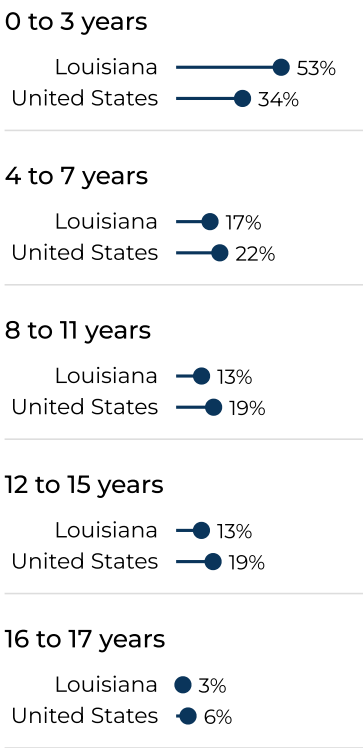 0 to 3 years
Louisiana 53%
United States 34%
4 to 7 years
Louisiana 17%
United States 22%
8 to 11 years
Louisiana 13%
United States 19%
12 to 15 years
Louisiana 13%
United States 19%
16 to 17 years
Louisiana 3%
United States 6%